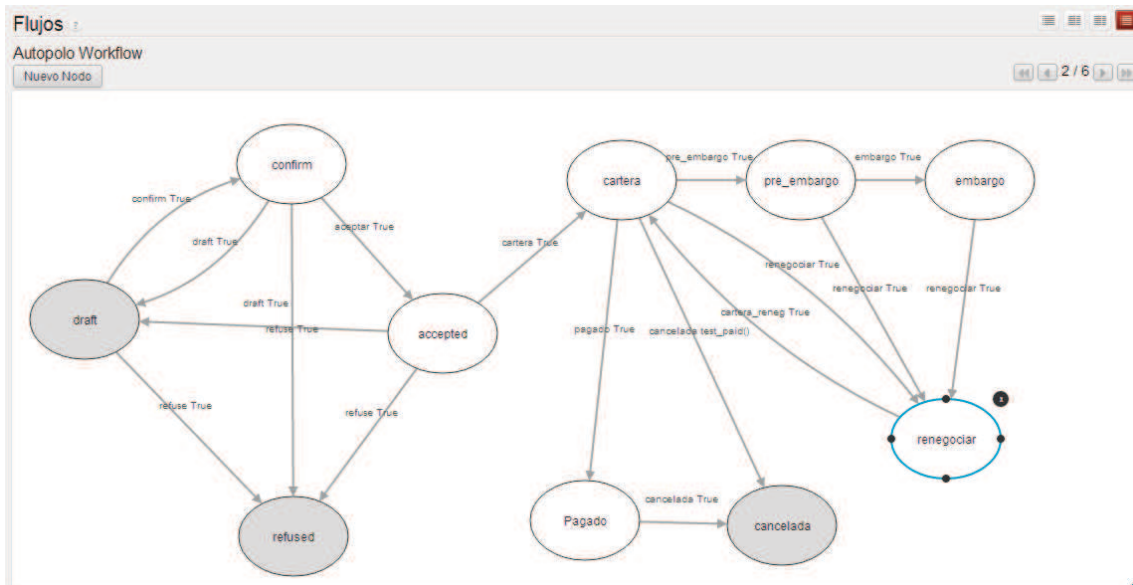 Flujos ?
Autopolo Workflow
Nuevo Nodo
2 / 6
confirm
cartera
pre_embargo True
pre_embargo
embargo True
embargo
confirm True
aceptar True
draft True
cartera True
renegociar True
renegociar True
renegociar True
draft True
draft
refuse True
accepted
pagado True
cancelada test_paid()
cartera_reneg True
refuse True
refuse True
renegociar
cancelada True
Pagado
cancelada
refused